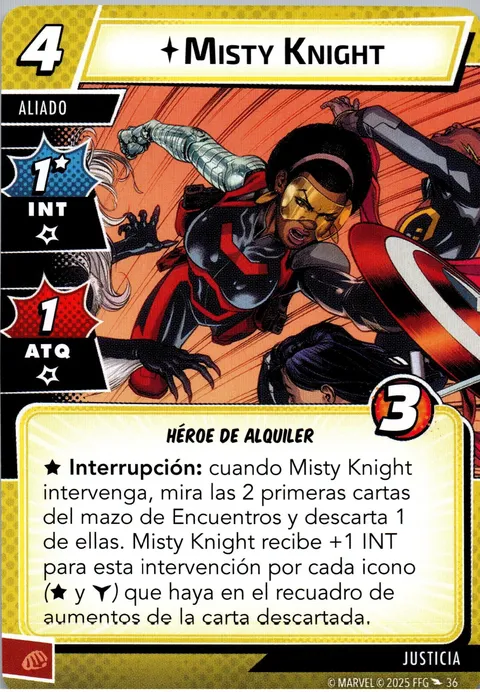 4
Misty Knight
ALIADO
1★
INT
1
ATQ
3
HÉROE DE ALQUILER
★ Interrupción: cuando Misty Knight
intervenga, mira las 2 primeras cartas
del mazo de Encuentros y descarta 1
de ellas. Misty Knight recibe +1 INT
para esta intervención por cada icono
(★ y ) que haya en el recuadro de
aumentos de la carta descartada.
JUSTICIA
© MARVEL © 2025 FFG 36